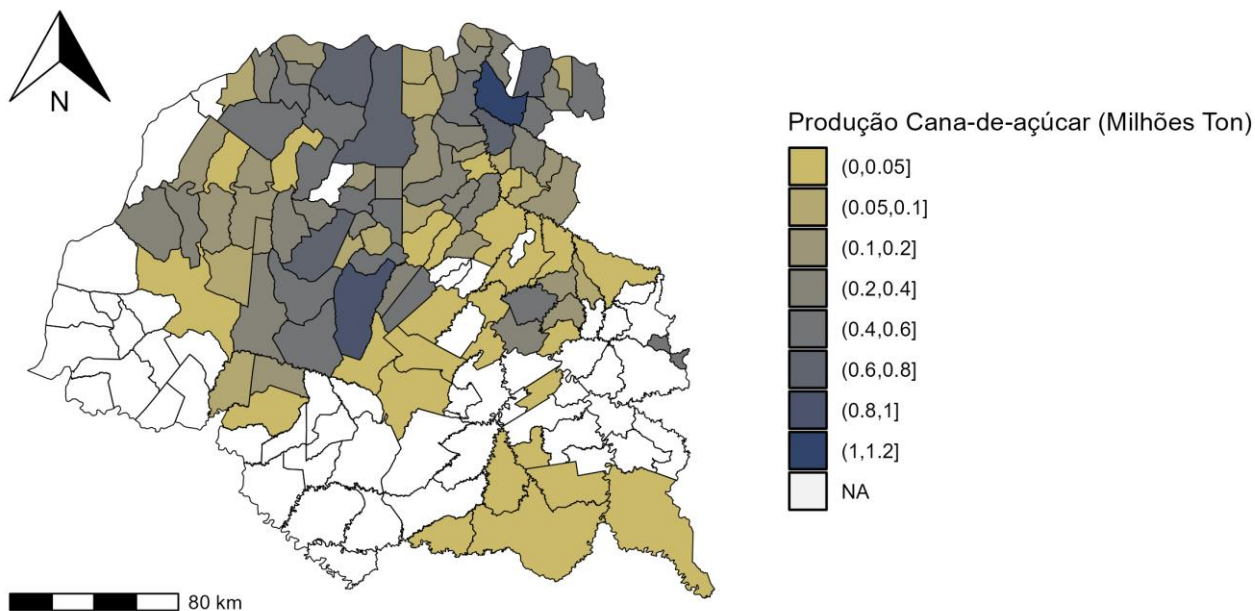 N
Produção Cana-de-açúcar (Milhões Ton)
(0,0.05]
(0.05,0.1]
(0.1,0.2]
(0.2,0.4]
(0.4,0.6]
(0.6,0.8]
(0.8,1]
(1,1.2]
NA
80 km